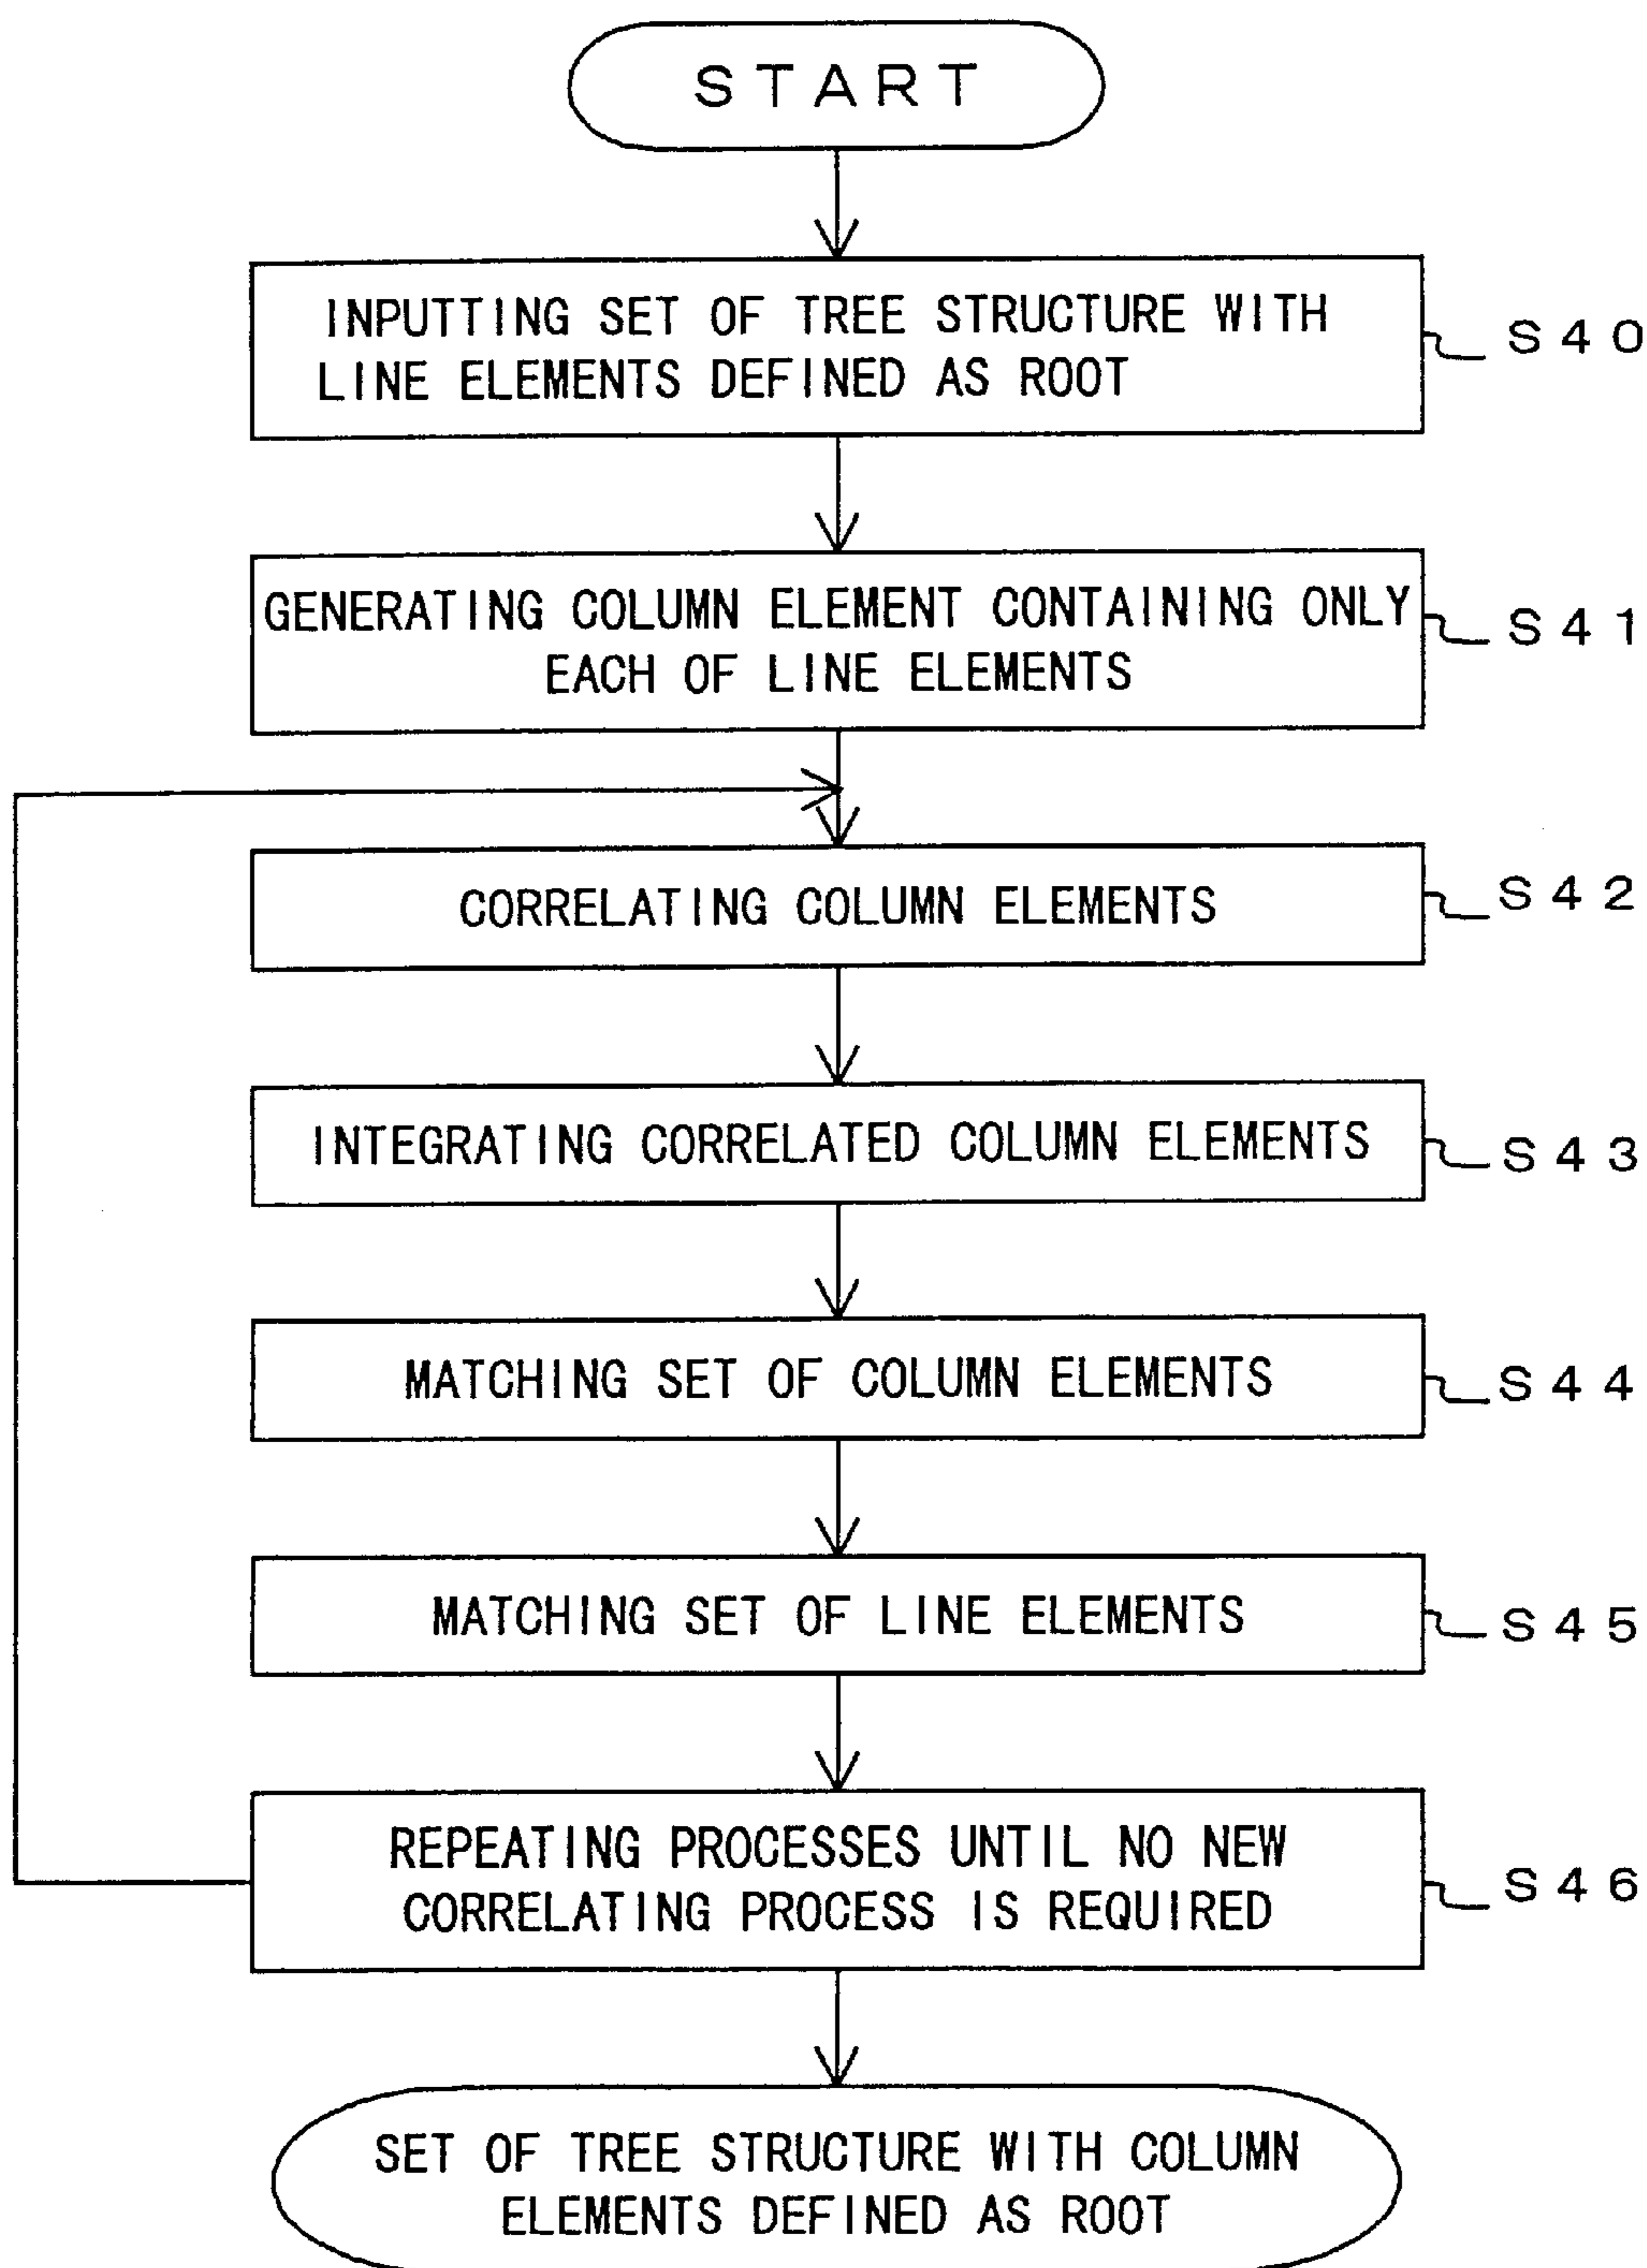 START
INPUTTING SET OF TREE STRUCTURE WITH
LINE ELEMENTS DEFINED AS ROOT
S40
GENERATING COLUMN ELEMENT CONTAINING ONLY
EACH OF LINE ELEMENTS
S41
CORRELATING COLUMN ELEMENTS
S42
INTEGRATING CORRELATED COLUMN ELEMENTS
S43
MATCHING SET OF COLUMN ELEMENTS
S44
MATCHING SET OF LINE ELEMENTS
S45
REPEATING PROCESSES UNTIL NO NEW
CORRELATING PROCESS IS REQUIRED
S46
SET OF TREE STRUCTURE WITH COLUMN
ELEMENTS DEFINED AS ROOT